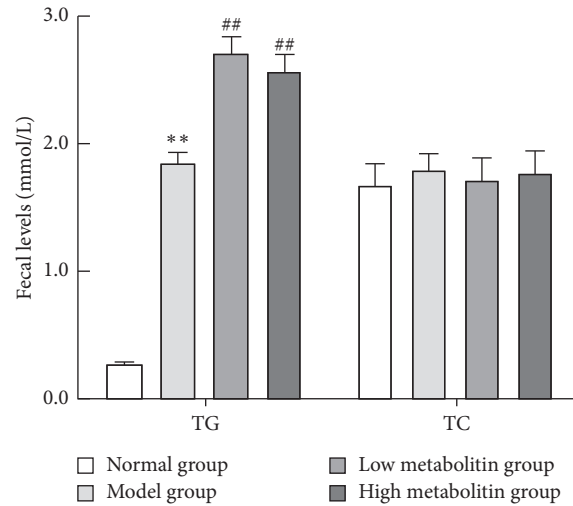 Fecal levels (mmol/L)
3.0
2.0
1.0
0.0
**
##
##
TG
TC
Normal group
Model group
Low metabolitin group
High metabolitin group